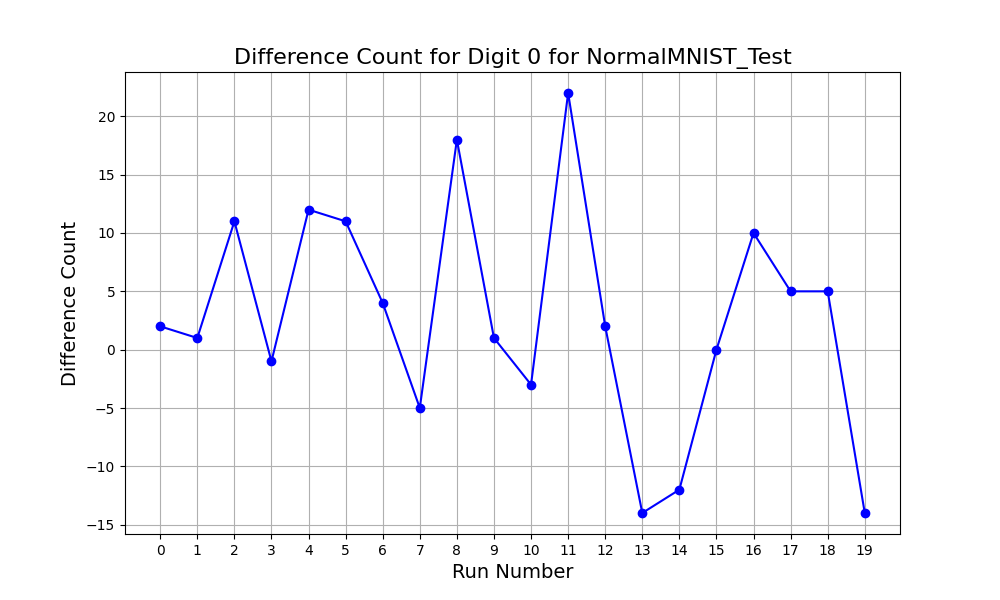 Difference Count for Digit 0 for NormalMNIST_Test
Difference Count
20
15
10
5
0
−5
−10
−15
0 1 2 3 4 5 6 7 8 9 10 11 12 13 14 15 16 17 18 19
Run Number